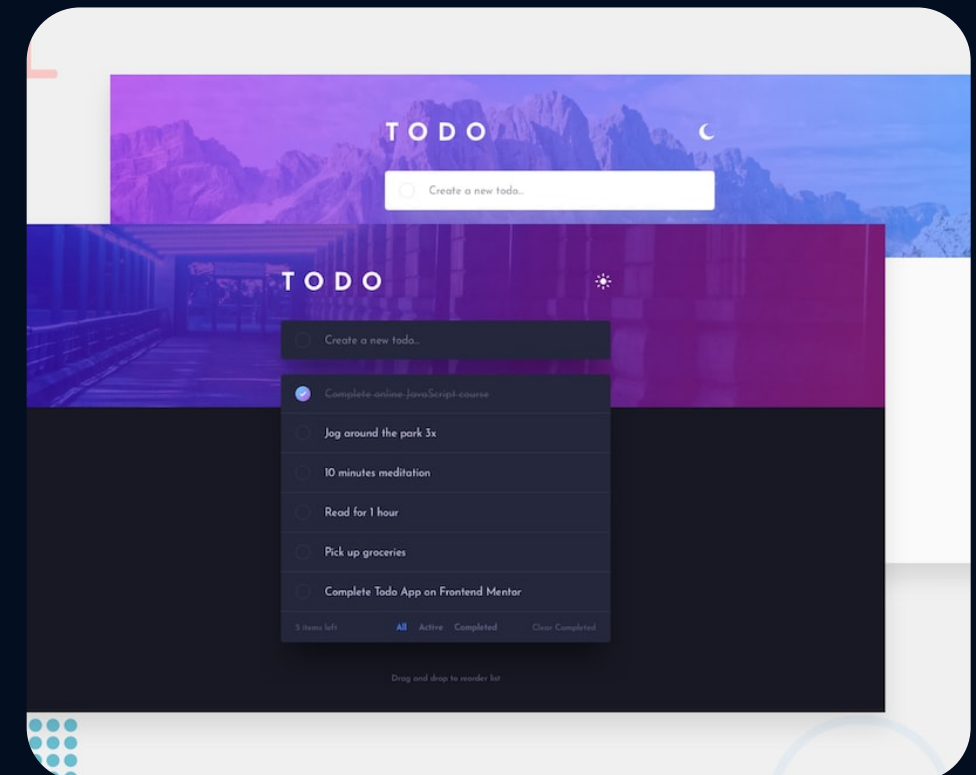 TODO
Create a new todo...
TODO
Create a new todo...
Complete online JavaScript course
Jog around the park 3x
10 minutes meditation
Read for 1 hour
Pick up groceries
Complete Todo App on Frontend Mentor
5 items left All Active Completed Clear Completed
Drag and drop to reorder list